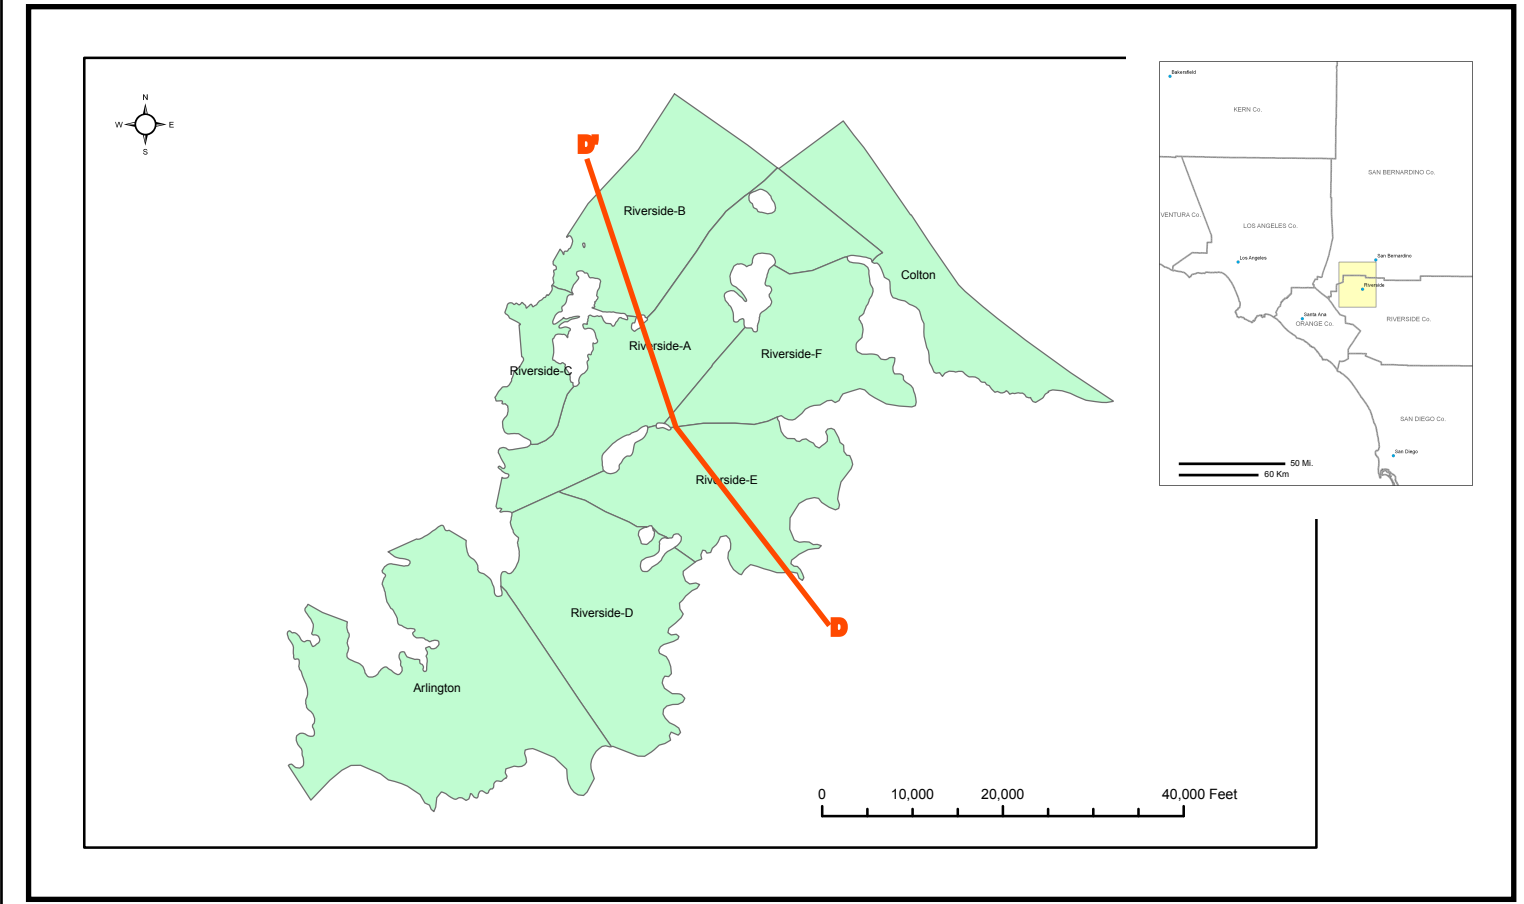 N
W E
S
D'
Riverside-B
Colton
Riverside-A
Riverside-F
Riverside-C
Riverside-E
Riverside-D
D
Arlington
0 10,000 20,000 40,000 Feet
Bakersfield
KERN Co.
SAN BERNARDINO Co.
VENTURA Co.
LOS ANGELES Co.
Los Angeles
San Bernardino
Riverside
Santa Ana
ORANGE Co.
RIVERSIDE Co.
SAN DIEGO Co.
San Diego
50 Mi.
60 Km